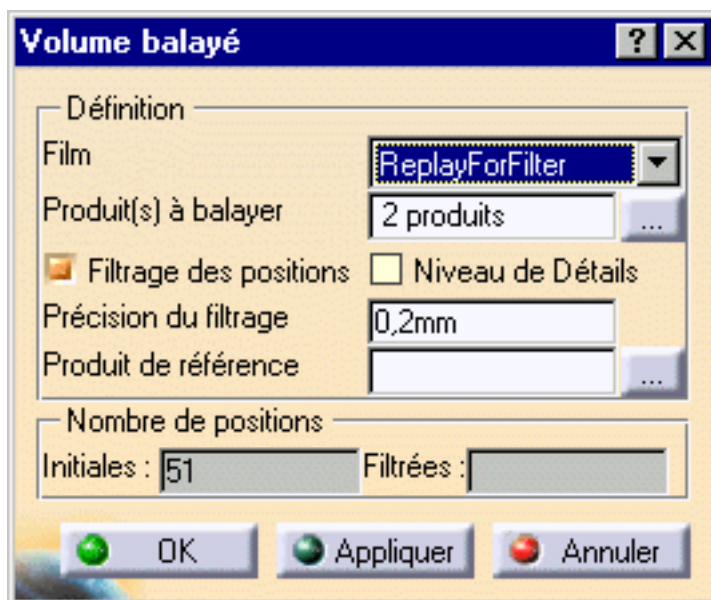 Volume balayé
Définition
Film ReplayForFilter
Produit(s) à balayer 2 produits ...
Filtrage des positions Niveau de Détails
Précision du filtrage 0,2mm
Produit de référence ...
Nombre de positions
Initiales : 51 Filtrées :
OK Appliquer Annuler